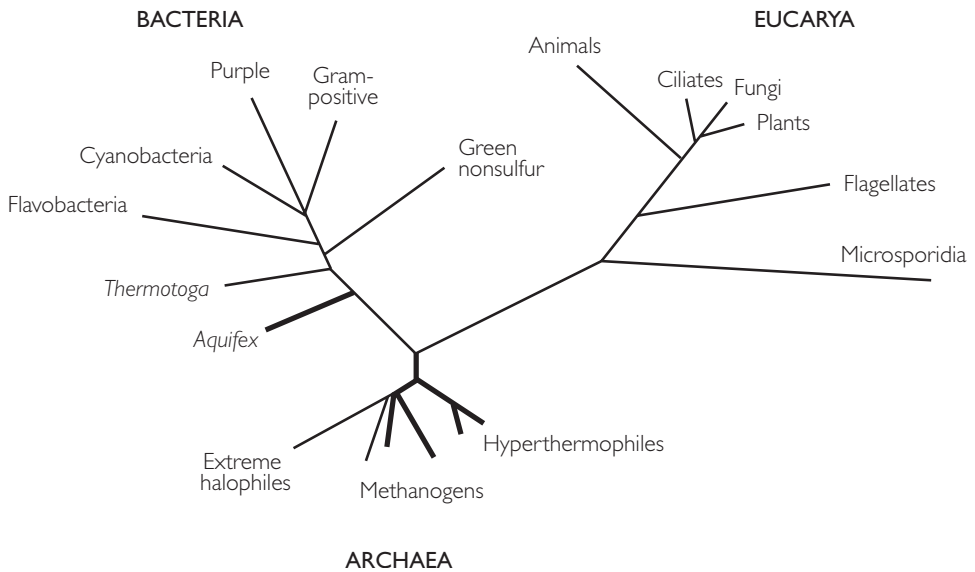 BACTERIA
EUCARYA
Animals
Purple
Gram-
positive
Ciliates
Fungi
Plants
Cyanobacteria
Green
nonsulfur
Flagellates
Flavobacteria
Microsporidia
Thermotoga
Aquifex
Hyperthermophiles
Extreme
halophiles
Methanogens
ARCHAEA